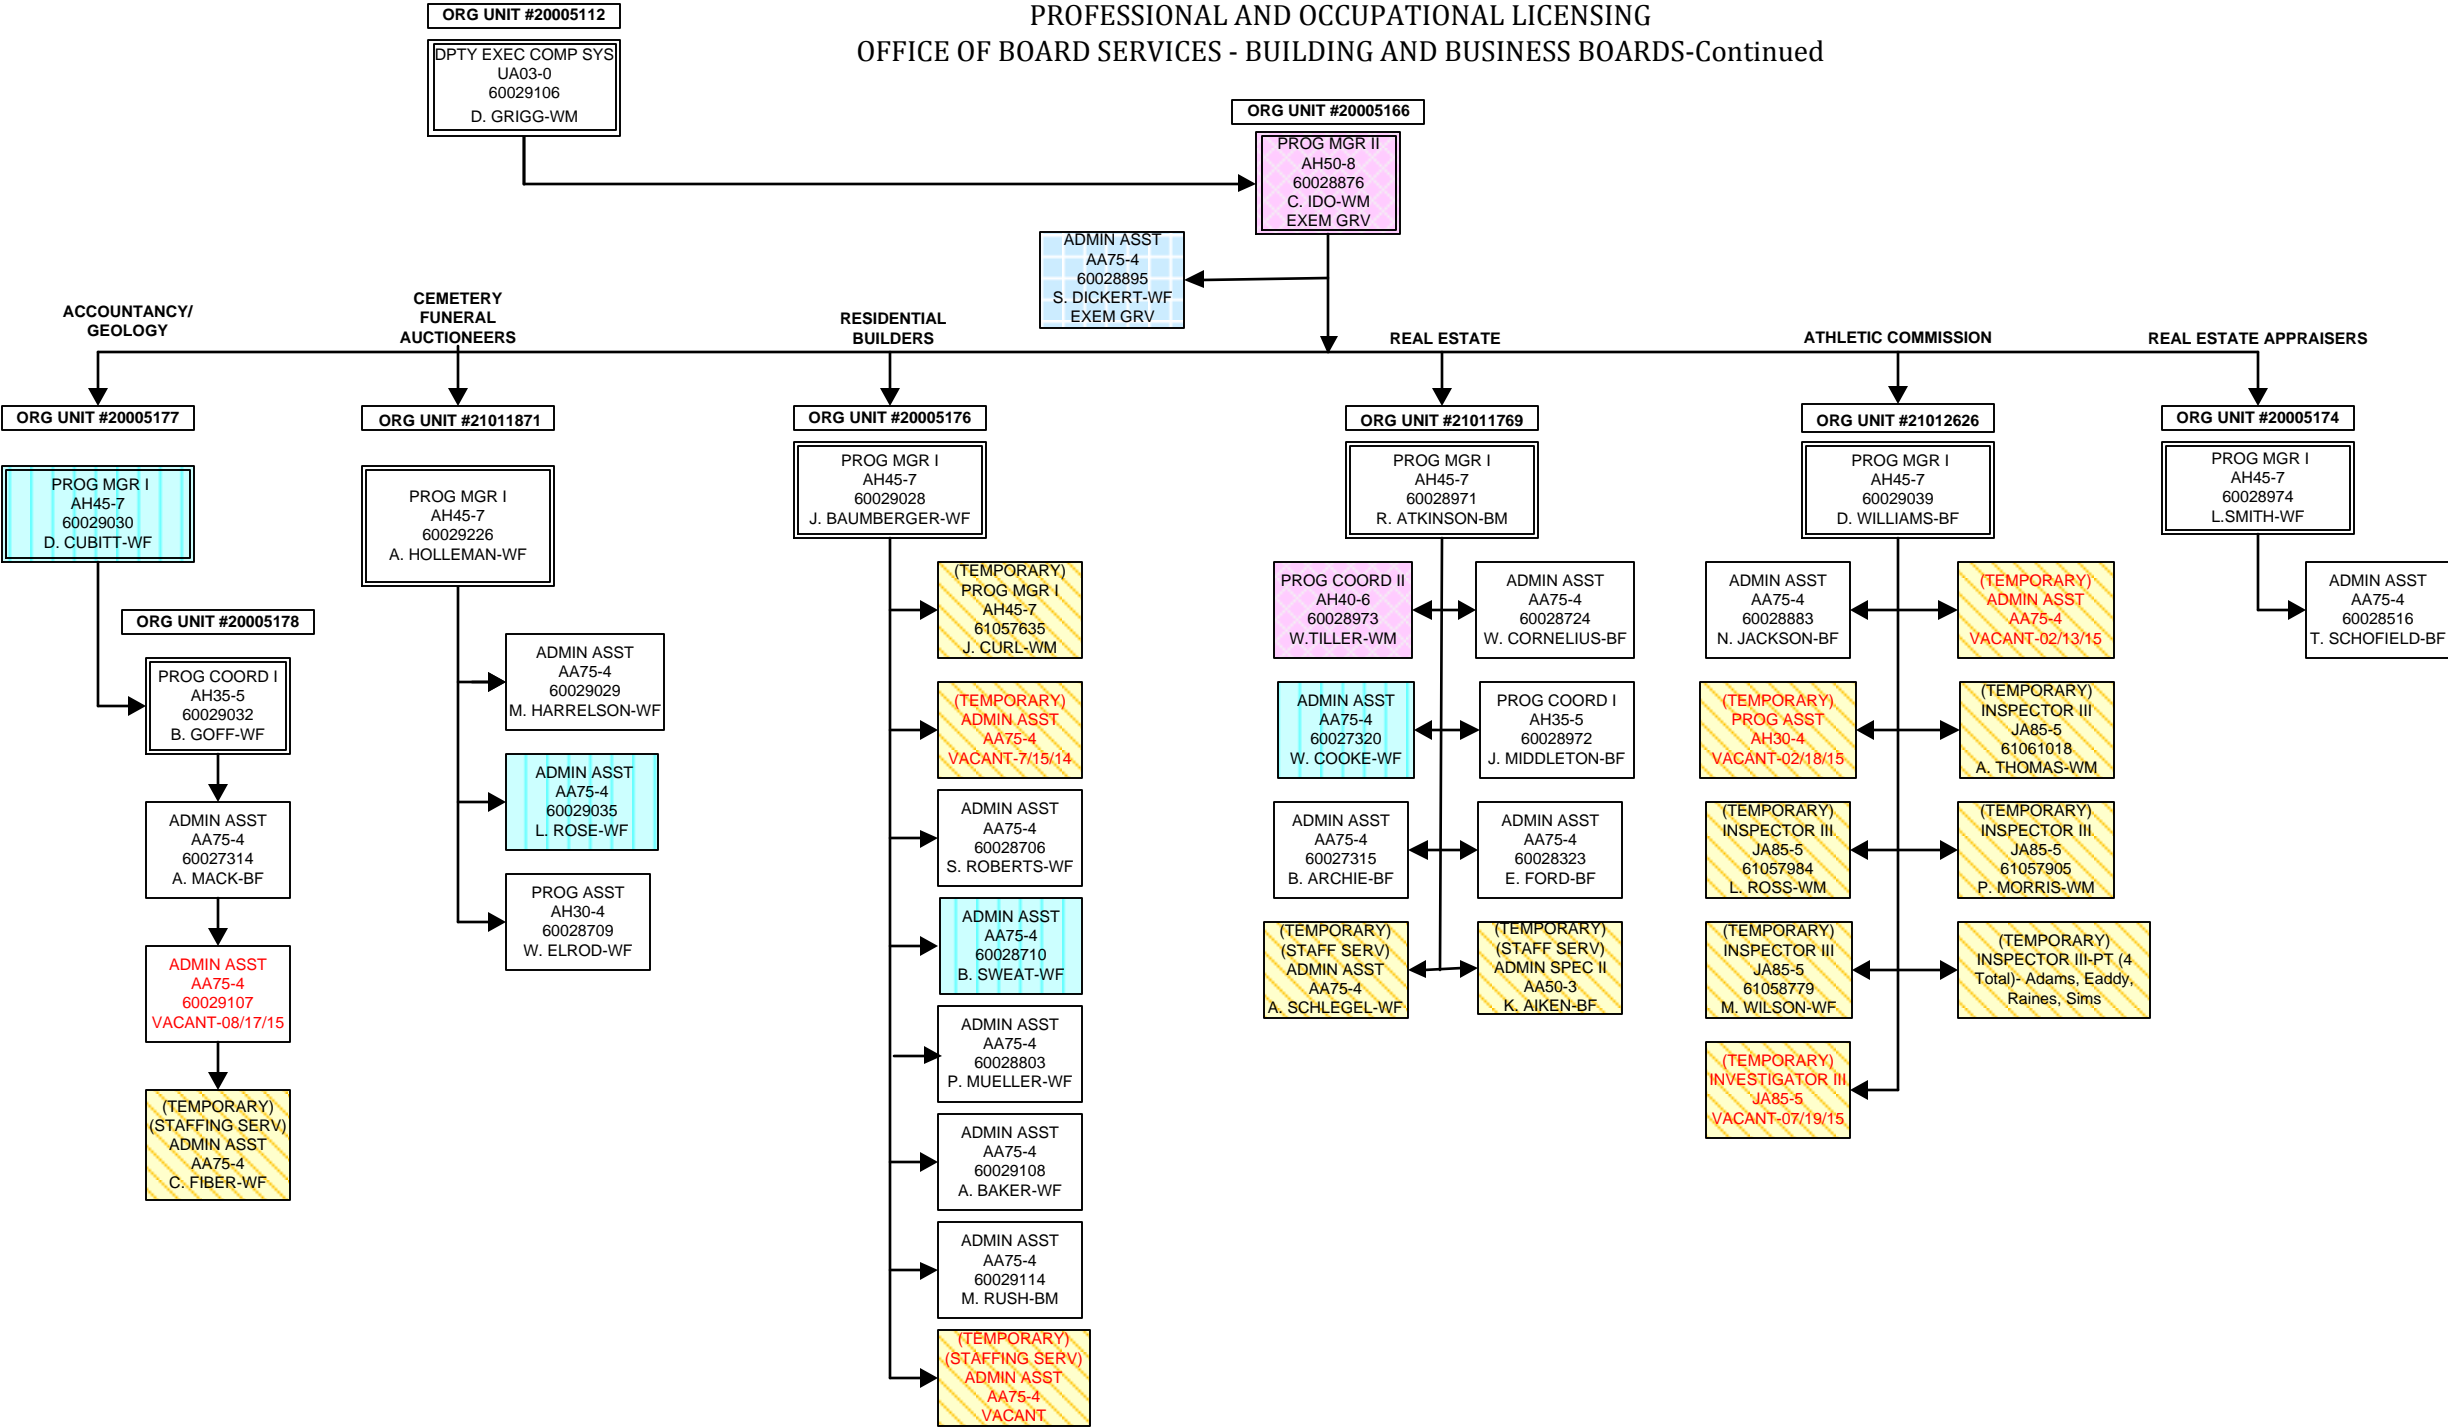 PROFESSIONAL AND OCCUPATIONAL LICENSING
OFFICE OF BOARD SERVICES - BUILDING AND BUSINESS BOARDS-Continued
ORG UNIT #20005112
DPTY EXEC COMP SYS
UA03-0
60029106
D. GRIGG-WM
ORG UNIT #20005166
PROG MGR II
AH50-8
60028876
C. IDO-WM
EXEM GRV
ADMIN ASST
AA75-4
60028895
S. DICKERT-WF
EXEM GRV
ACCOUNTANCY/
GEOLOGY
ORG UNIT #20005177
PROG MGR I
AH45-7
60029030
D. CUBITT-WF
ORG UNIT #20005178
PROG COORD I
AH35-5
60029032
B. GOFF-WF
ADMIN ASST
AA75-4
60027314
A. MACK-BF
ADMIN ASST
AA75-4
60029107
VACANT-08/17/15
(TEMPORARY)
(STAFFING SERV)
ADMIN ASST
AA75-4
C. FIBER-WF
CEMETERY
FUNERAL
AUCTIONEERS
ORG UNIT #21011871
PROG MGR I
AH45-7
60029226
A. HOLLEMAN-WF
ADMIN ASST
AA75-4
60029029
M. HARRELSON-WF
ADMIN ASST
AA75-4
60029035
L. ROSE-WF
PROG ASST
AH30-4
60028709
W. ELROD-WF
RESIDENTIAL
BUILDERS
ORG UNIT #20005176
PROG MGR I
AH45-7
60029028
J. BAUMBERGER-WF
(TEMPORARY)
PROG MGR I
AH45-7
61057635
J. CURL-WM
(TEMPORARY)
ADMIN ASST
AA75-4
VACANT-7/15/14
ADMIN ASST
AA75-4
60028706
S. ROBERTS-WF
ADMIN ASST
AA75-4
60028710
B. SWEAT-WF
ADMIN ASST
AA75-4
60028803
P. MUELLER-WF
ADMIN ASST
AA75-4
60029108
A. BAKER-WF
ADMIN ASST
AA75-4
60029114
M. RUSH-BM
(TEMPORARY)
(STAFFING SERV)
ADMIN ASST
AA75-4
VACANT
REAL ESTATE
ORG UNIT #21011769
PROG MGR I
AH45-7
60028971
R. ATKINSON-BM
PROG COORD II
AH40-6
60028973
W.TILLER-WM
ADMIN ASST
AA75-4
60028724
W. CORNELIUS-BF
ADMIN ASST
AA75-4
60027320
W. COOKE-WF
PROG COORD I
AH35-5
60028972
J. MIDDLETON-BF
ADMIN ASST
AA75-4
60027315
B. ARCHIE-BF
ADMIN ASST
AA75-4
60028323
E. FORD-BF
(TEMPORARY)
(STAFF SERV)
ADMIN ASST
AA75-4
A. SCHLEGEL-WF
(TEMPORARY)
(STAFF SERV)
ADMIN SPEC II
AA50-3
K. AIKEN-BF
ATHLETIC COMMISSION
ORG UNIT #21012626
PROG MGR I
AH45-7
60029039
D. WILLIAMS-BF
ADMIN ASST
AA75-4
60028883
N. JACKSON-BF
(TEMPORARY)
ADMIN ASST
AA75-4
VACANT-02/13/15
(TEMPORARY)
PROG ASST
AH30-4
VACANT-02/18/15
(TEMPORARY)
INSPECTOR III
JA85-5
61061018
A. THOMAS-WM
(TEMPORARY)
INSPECTOR III
JA85-5
61057984
L. ROSS-WM
(TEMPORARY)
INSPECTOR III
JA85-5
61057905
P. MORRIS-WM
(TEMPORARY)
INSPECTOR III
JA85-5
61058779
M. WILSON-WF
(TEMPORARY)
INSPECTOR III-PT (4
Total)- Adams, Eaddy,
Raines, Sims
(TEMPORARY)
INVESTIGATOR III
JA85-5
VACANT-07/19/15
REAL ESTATE APPRAISERS
ORG UNIT #20005174
PROG MGR I
AH45-7
60028974
L.SMITH-WF
ADMIN ASST
AA75-4
60028516
T. SCHOFIELD-BF